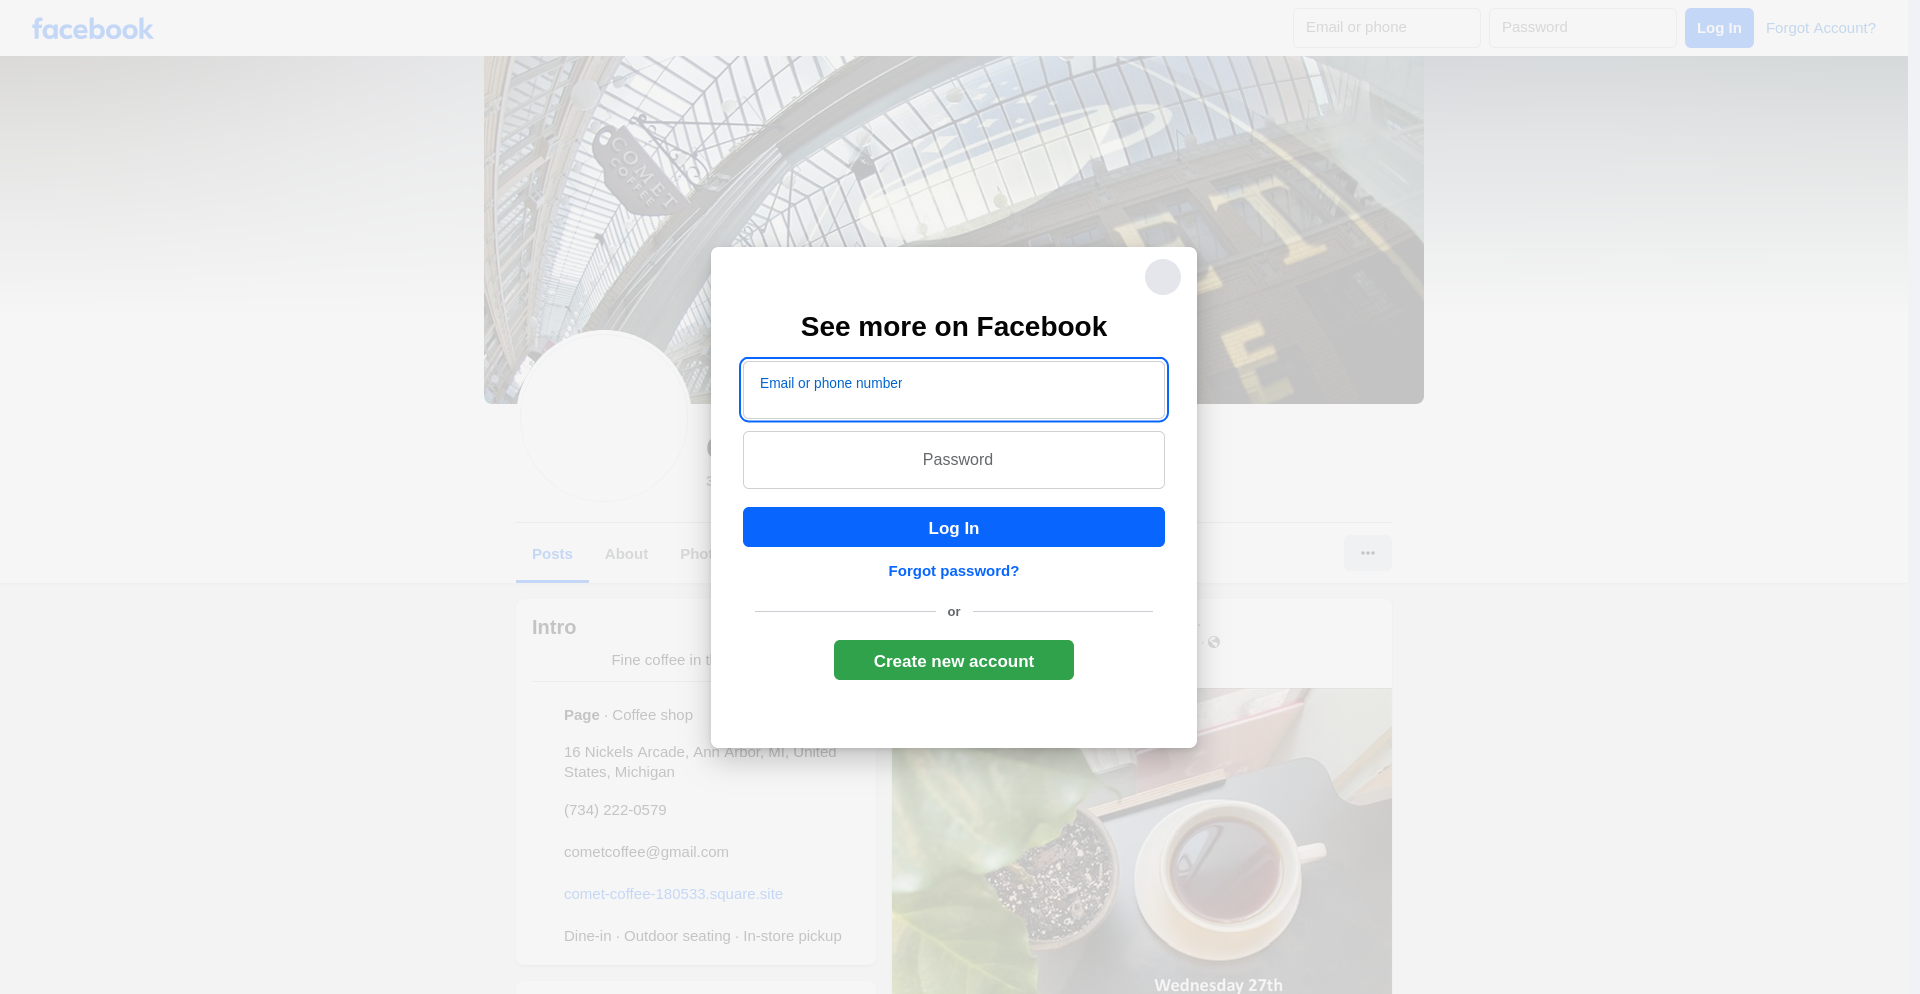 facebook
Email or phone
Password
Log In
Forgot Account?
COMET
COFFEE
See more on Facebook
Email or phone number
Password
Log In
Forgot password?
or
Create new account
Posts
About
Intro
Fine coffee in
Page · Coffee shop
16 Nickels Arcade, Ann Arbor, MI, United
States, Michigan
(734) 222-0579
cometcoffee@gmail.com
comet-coffee-180533.square.site
Dine-in · Outdoor seating · In-store pickup
Wednesday 27th